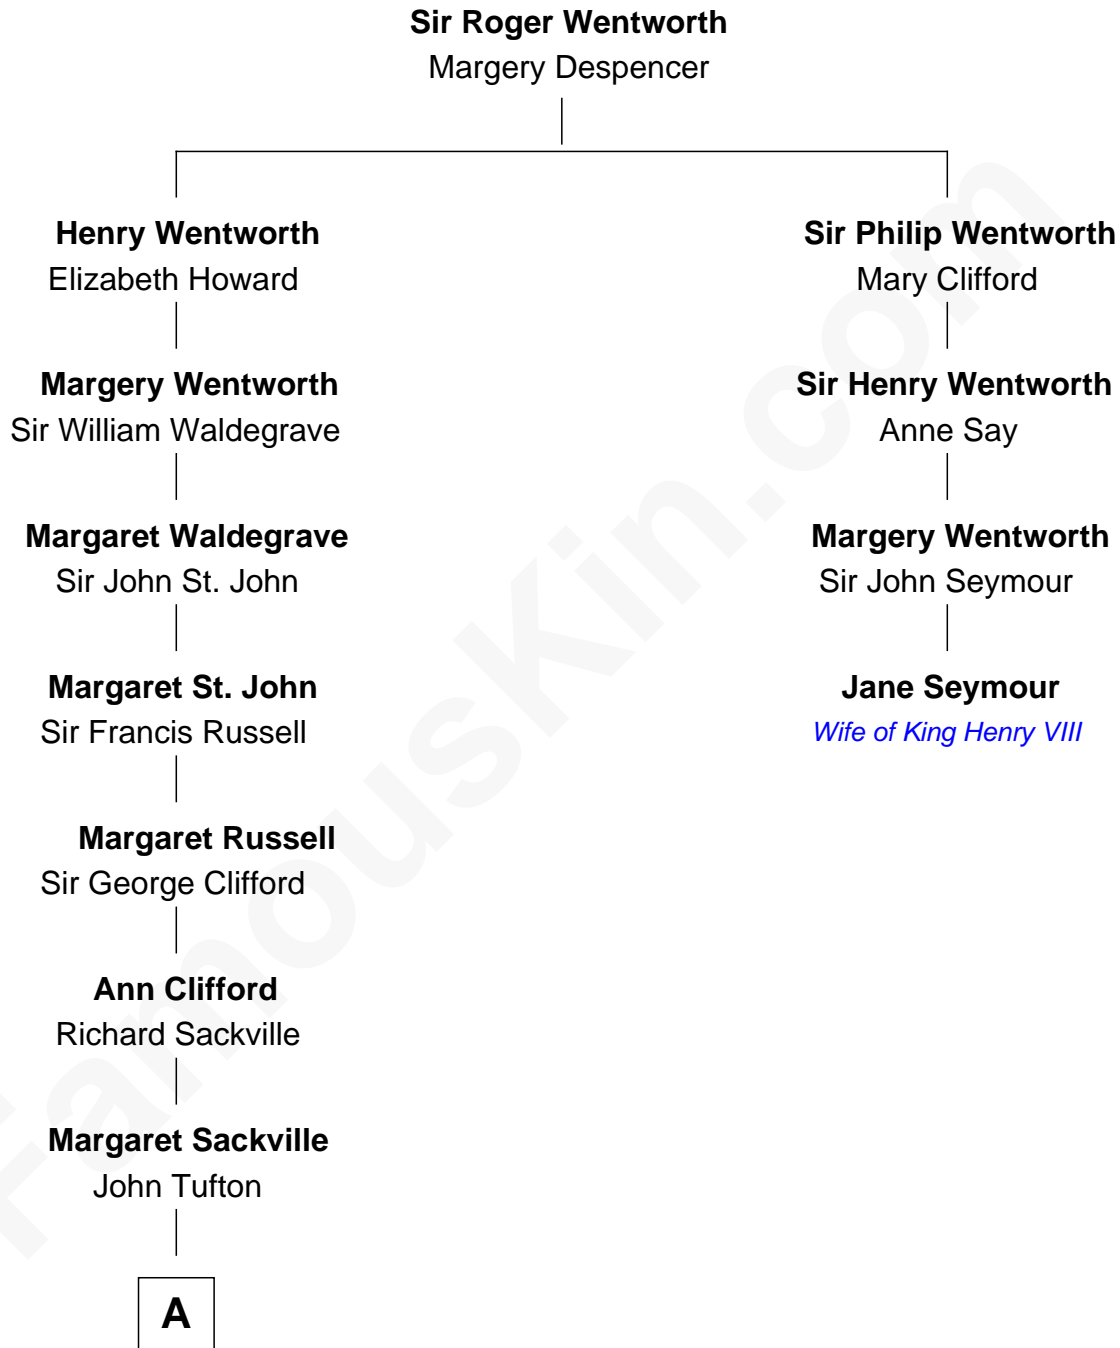 Sir Roger Wentworth
Margery Despencer
Henry Wentworth
Elizabeth Howard
Sir Philip Wentworth
Mary Clifford
Margery Wentworth
Sir William Waldegrave
Sir Henry Wentworth
Anne Say
Margaret Waldegrave
Sir John St. John
Margery Wentworth
Sir John Seymour
Margaret St. John
Sir Francis Russell
Jane Seymour
Wife of King Henry VIII
Margaret Russell
Sir George Clifford
Ann Clifford
Richard Sackville
Margaret Sackville
John Tufton
A
FamousKin.com